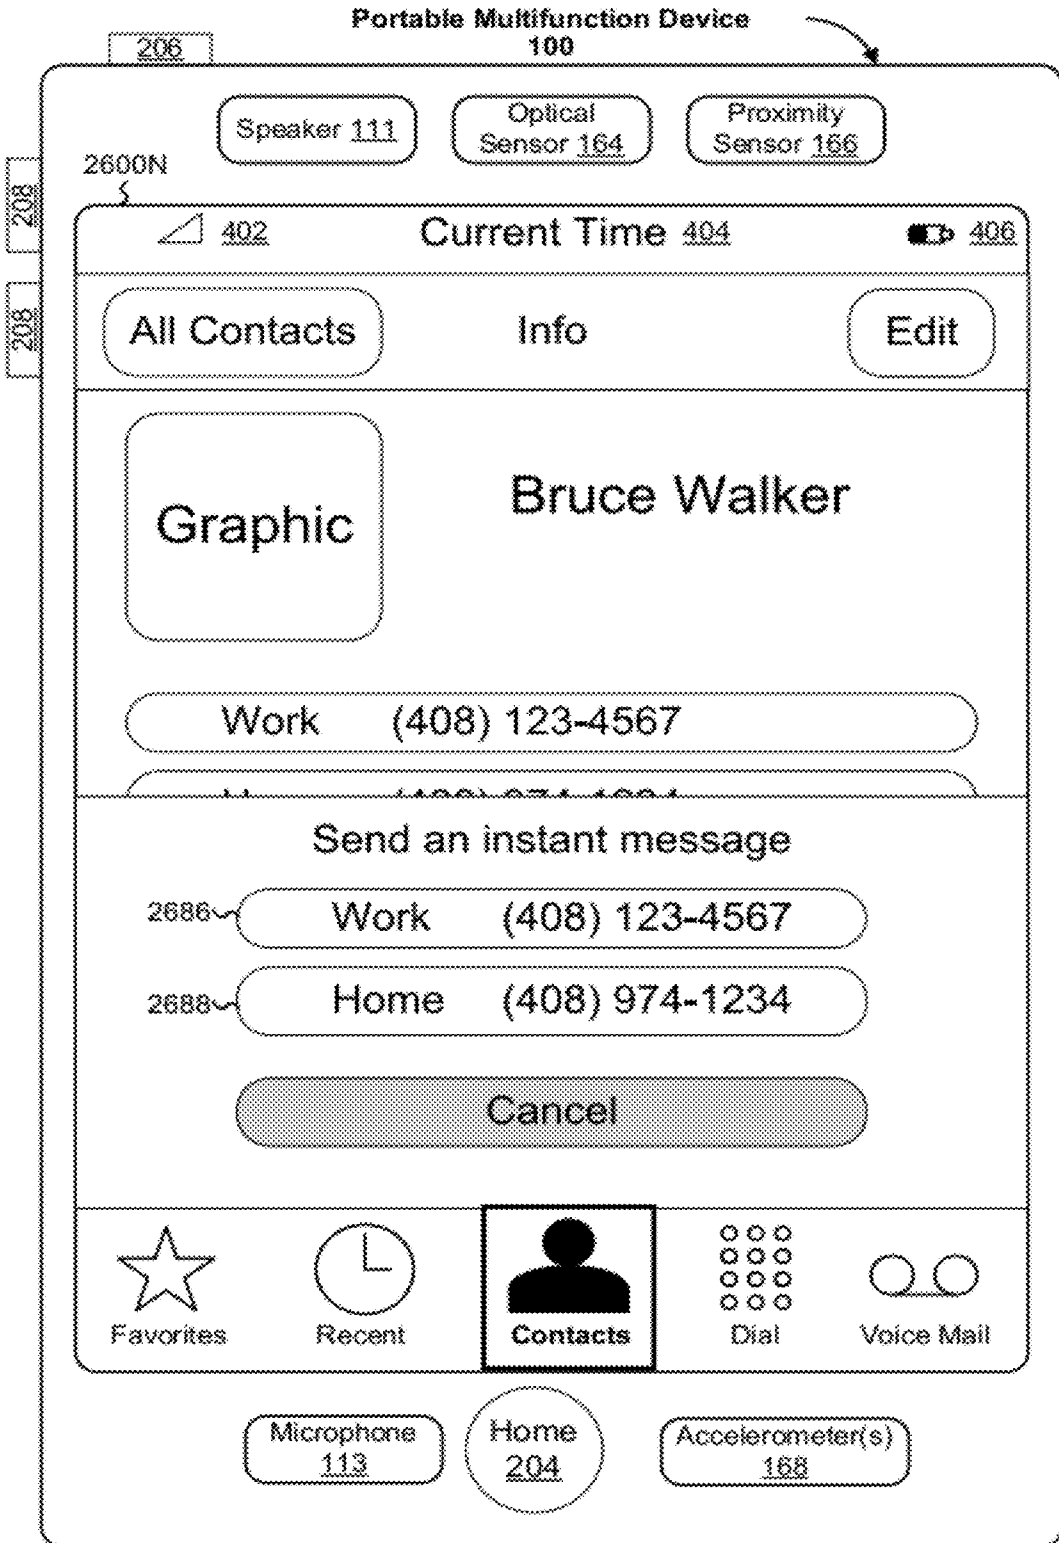 Portable Multifunction Device
100
206
Speaker 111
Optical
Sensor 164
Proximity
Sensor 166
2600N
208
208
402
Current Time 404
406
All Contacts
Info
Edit
Graphic
Bruce Walker
Work (408) 123-4567
Send an instant message
2686
Work (408) 123-4567
2688
Home (408) 974-1234
Cancel
Favorites
Recent
Contacts
Dial
Voice Mail
Microphone
113
Home
204
Accelerometer(s)
168